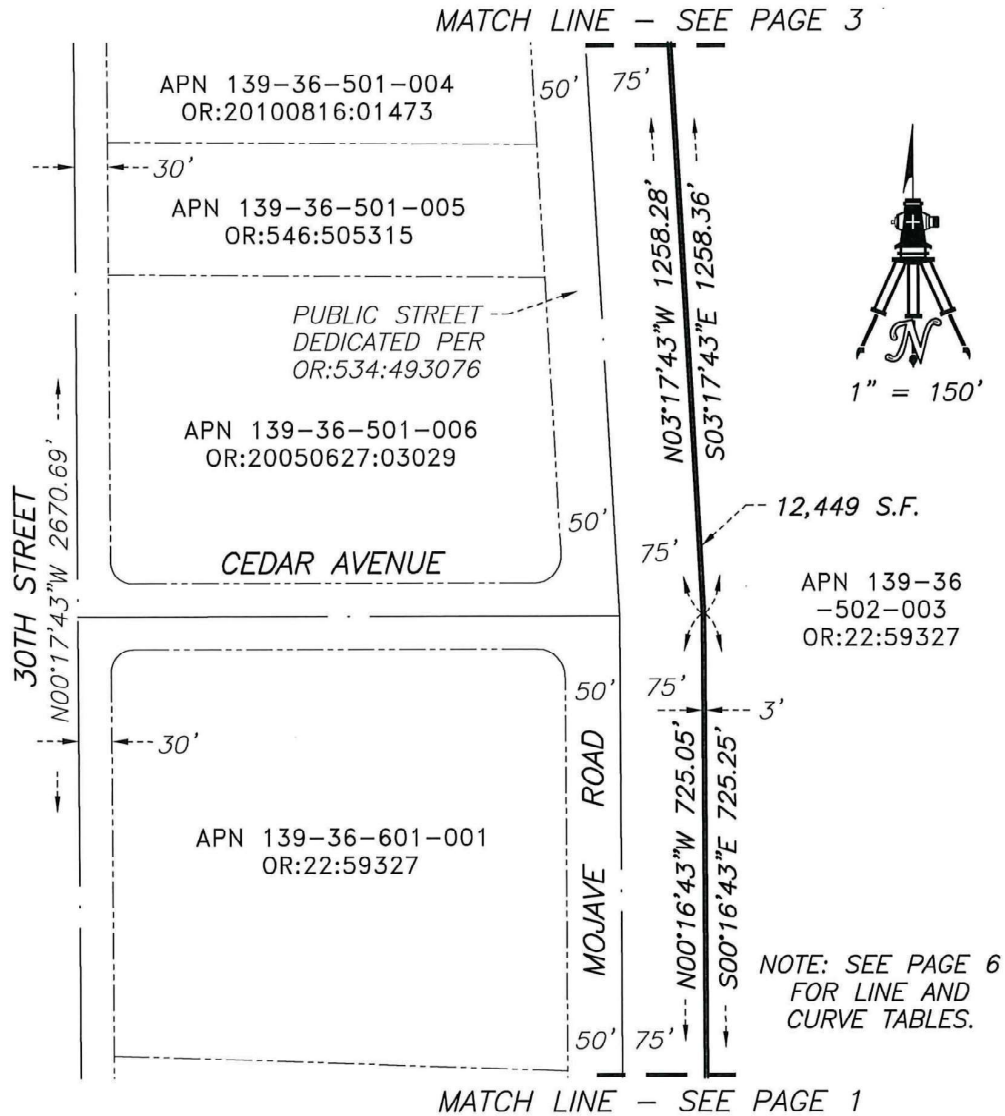 MATCH LINE – SEE PAGE 3
APN 139-36-501-004
OR:20100816:01473
50'
75'
30'
APN 139-36-501-005
OR:546:505315
PUBLIC STREET
DEDICATED PER
OR:534:493076
N03°17'43"W 1258.28'
S03°17'43"E 1258.36'
N
1" = 150'
APN 139-36-501-006
OR:20050627:03029
30TH STREET
N00°17'43"W 2670.69'
50'
75'
12,449 S.F.
CEDAR AVENUE
APN 139-36
-502-003
OR:22:59327
50'
75'
3'
30'
MOJAVE ROAD
N00°16'43"W 725.05'
S00°16'43"E 725.25'
APN 139-36-601-001
OR:22:59327
NOTE: SEE PAGE 6
FOR LINE AND
CURVE TABLES.
50'
75'
MATCH LINE – SEE PAGE 1